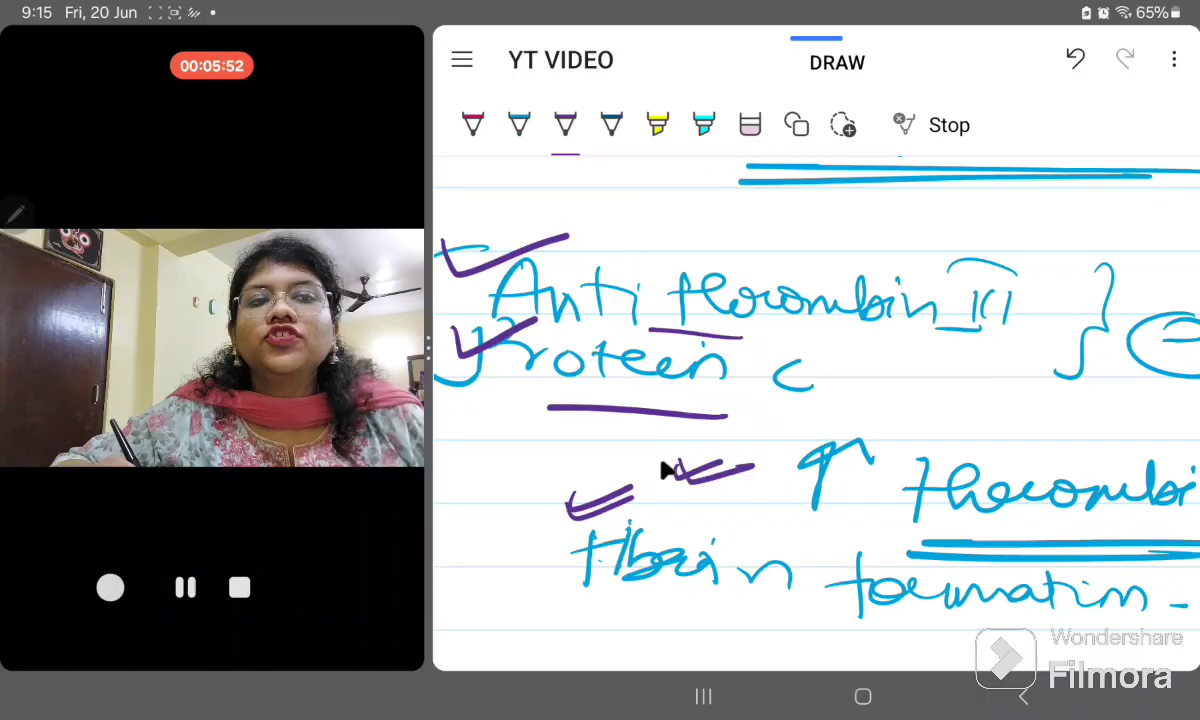 9:15 Fri, 20 Jun 65%
00:05:52
YT VIDEO
DRAW
Stop
Anti thrombin III
Protein c
↑ thrombi
fibrin formation -
Wondershare
Filmora